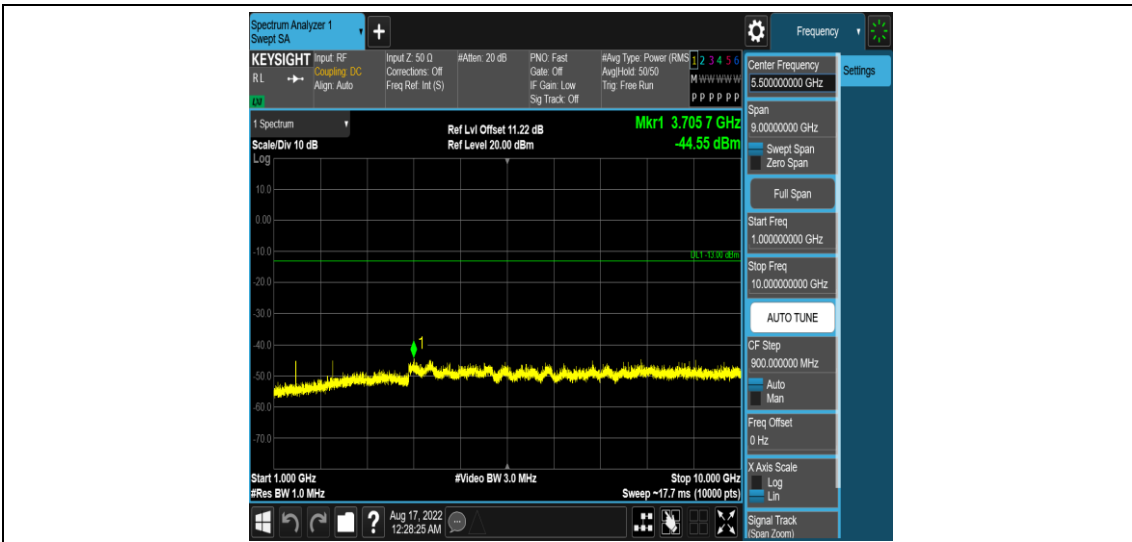 Spectrum Analyzer 1
Swept SA
+
Frequency
KEYSIGHT
RL
LXI
Input: RF
Coupling: DC
Align: Auto
Input Z: 50 Ω
Corrections: Off
Freq Ref: Int (S)
#Atten: 20 dB
PNO: Fast
Gate: Off
IF Gain: Low
Sig Track: Off
#Avg Type: Power (RMS
Avg|Hold: 50/50
Trig: Free Run
1 2 3 4 5 6
M W W W W W
P P P P P P
1 Spectrum
Scale/Div 10 dB
Log
Ref Lvl Offset 11.22 dB
Ref Level 20.00 dBm
Mkr1 3.705 7 GHz
-44.55 dBm
10.0
0.00
-10.0
DL1 -13.00 dBm
-20.0
-30.0
-40.0
1
-50.0
-60.0
-70.0
Start 1.000 GHz
#Res BW 1.0 MHz
#Video BW 3.0 MHz
Stop 10.000 GHz
Sweep ~17.7 ms (10000 pts)
?
Aug 17, 2022
12:28:25 AM
Center Frequency
5.500000000 GHz
Settings
Span
9.00000000 GHz
Swept Span
Zero Span
Full Span
Start Freq
1.000000000 GHz
Stop Freq
10.000000000 GHz
AUTO TUNE
CF Step
900.000000 MHz
Auto
Man
Freq Offset
0 Hz
X Axis Scale
Log
Lin
Signal Track
(Span Zoom)